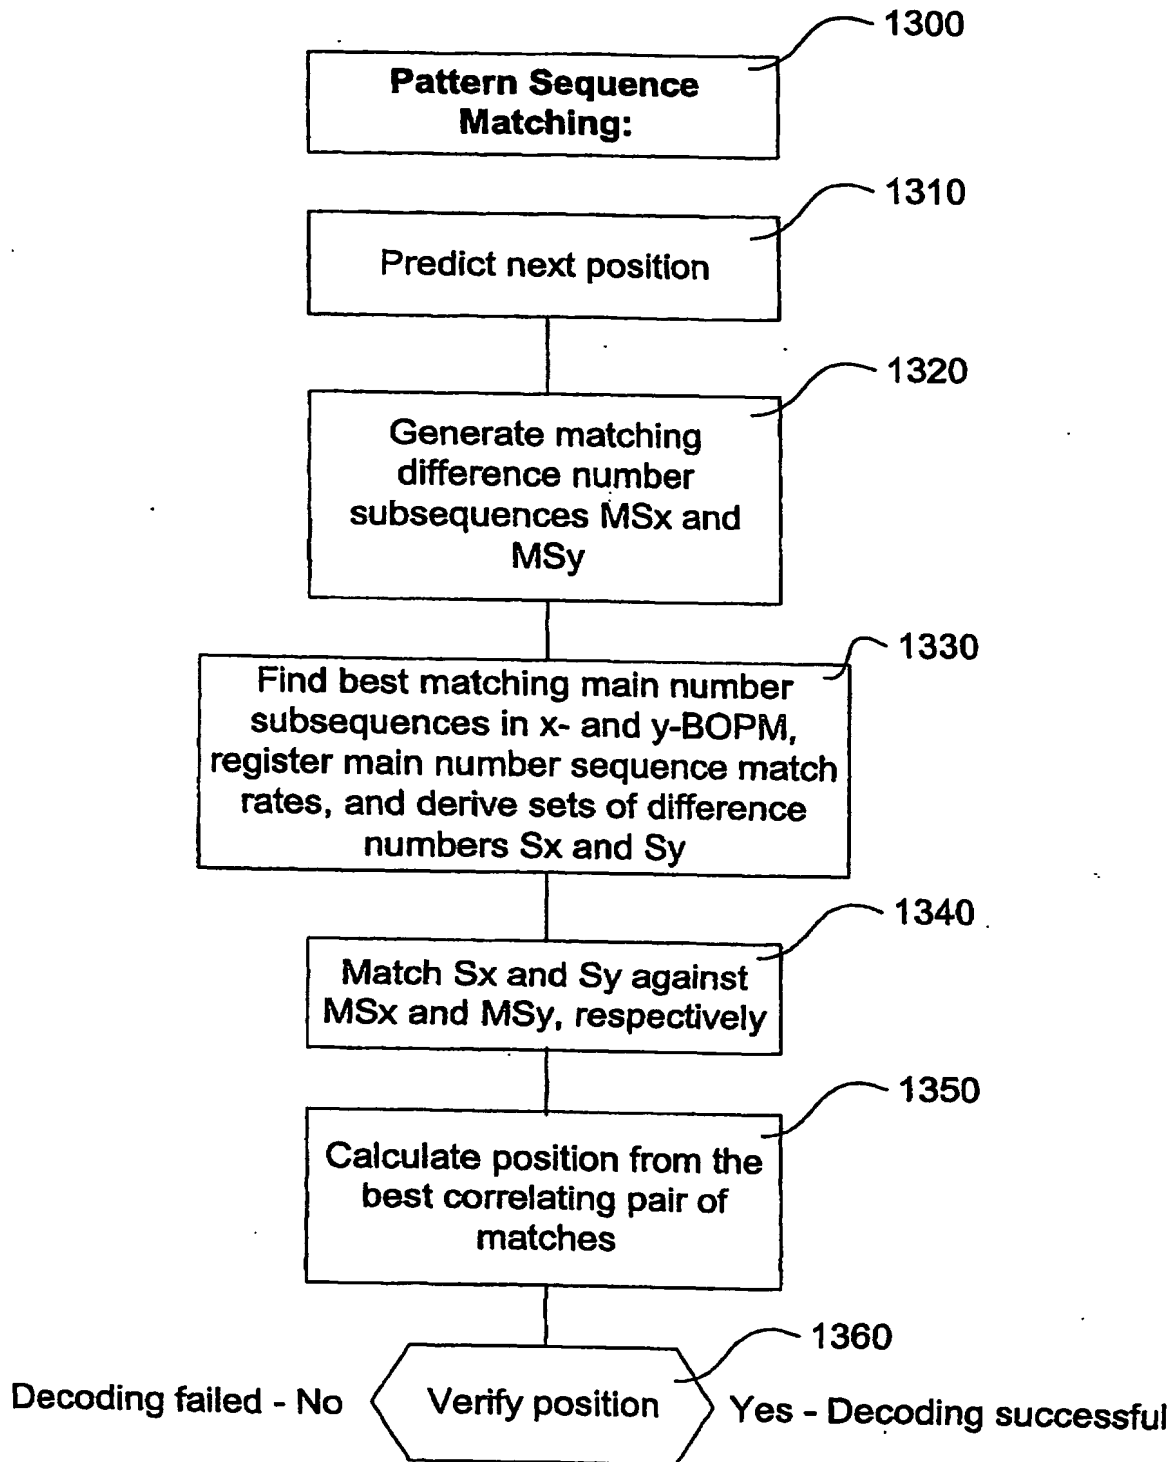 1300
Pattern Sequence
Matching:
1310
Predict next position
1320
Generate matching
difference number
subsequences MSx and
MSy
1330
Find best matching main number
subsequences in x- and y-BOPM,
register main number sequence match
rates, and derive sets of difference
numbers Sx and Sy
1340
Match Sx and Sy against
MSx and MSy, respectively
1350
Calculate position from the
best correlating pair of
matches
1360
Decoding failed - No
Verify position
Yes - Decoding successful